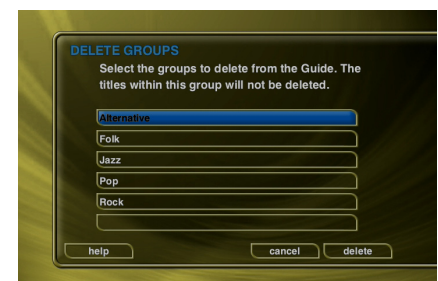 DELETE GROUPS
Select the groups to delete from the Guide. The
titles within this group will not be deleted.
Alternative
Folk
Jazz
Pop
Rock
help cancel delete